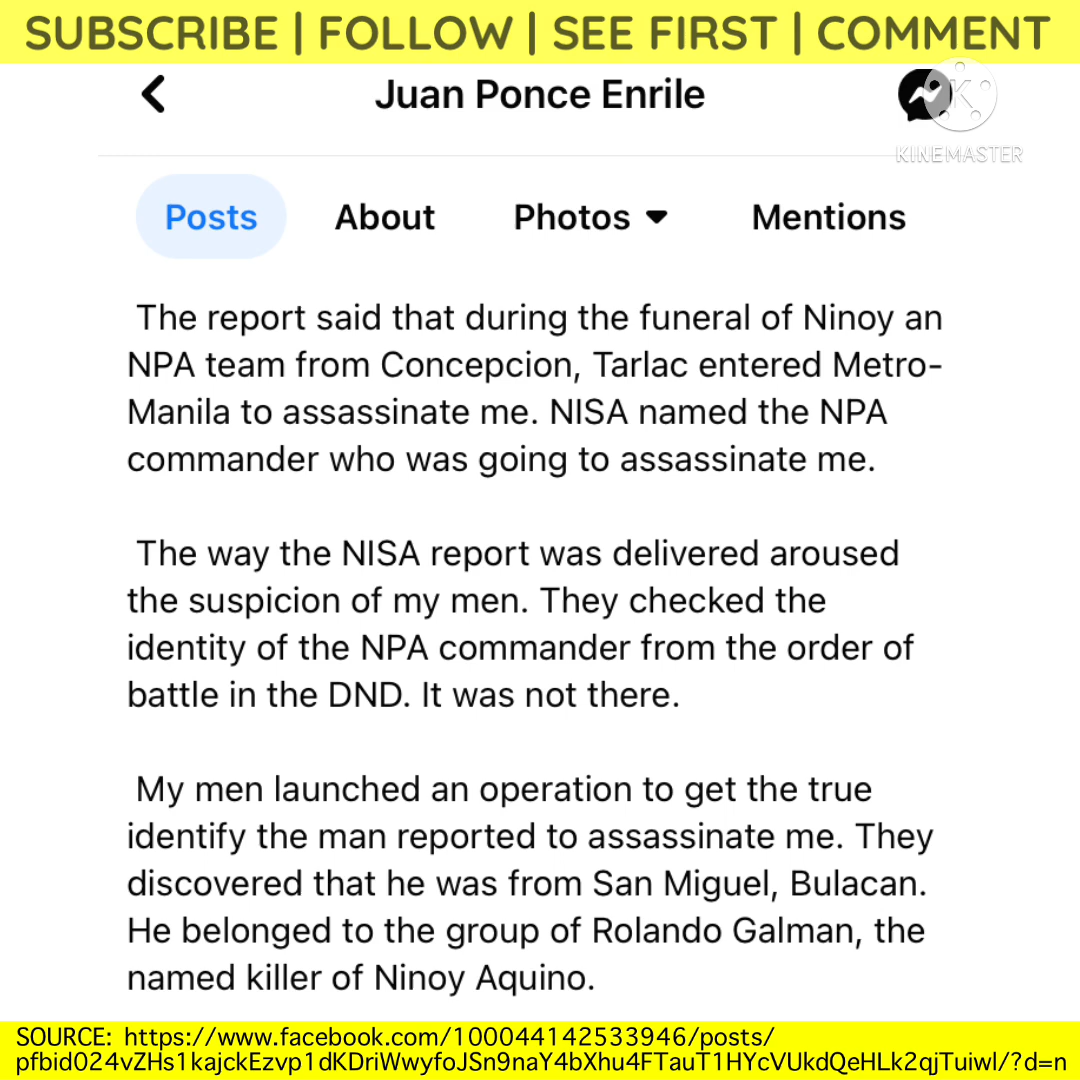 SUBSCRIBE | FOLLOW | SEE FIRST | COMMENT
Juan Ponce Enrile
K
KINEMASTER
Posts About Photos Mentions
The report said that during the funeral of Ninoy an
NPA team from Concepcion, Tarlac entered Metro-
Manila to assassinate me. NISA named the NPA
commander who was going to assassinate me.
The way the NISA report was delivered aroused
the suspicion of my men. They checked the
identity of the NPA commander from the order of
battle in the DND. It was not there.
My men launched an operation to get the true
identify the man reported to assassinate me. They
discovered that he was from San Miguel, Bulacan.
He belonged to the group of Rolando Galman, the
named killer of Ninoy Aquino.
SOURCE: https://www.facebook.com/100044142533946/posts/
pfbid024vZHs1kajckEzvp1dKDriWwyfoJSn9naY4bXhu4FTauT1HYcVUkdQeHLk2qjTuiwl/?d=n